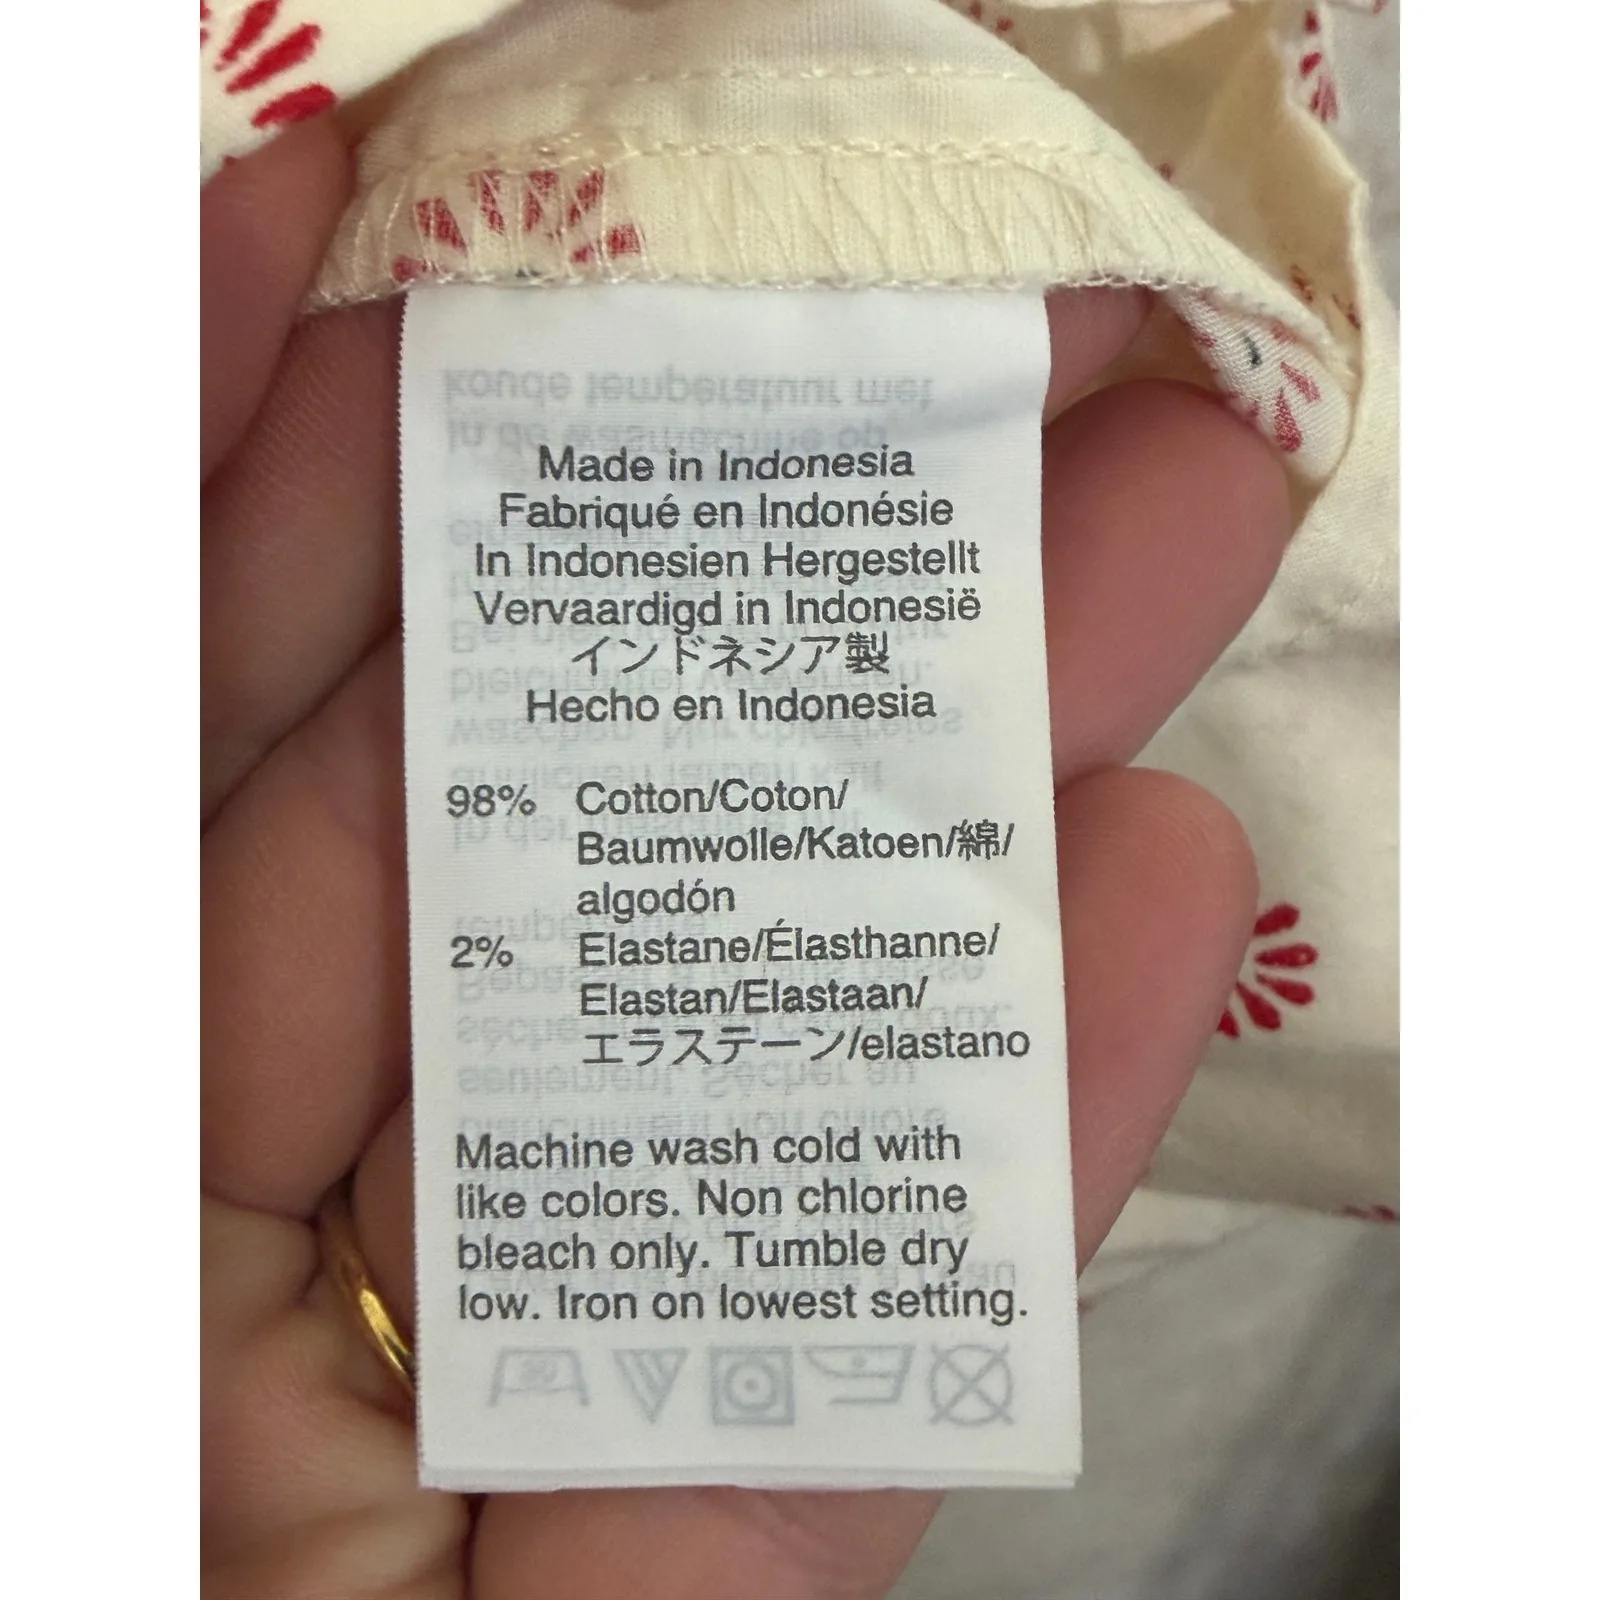 Made in Indonesia
Fabriqué en Indonésie
In Indonesien Hergestellt
Vervaardigd in Indonesië
インドネシア製
Hecho en Indonesia
98% Cotton/Coton/
Baumwolle/Katoen/綿/
algodón
2% Elastane/Élasthanne/
Elastan/Elastaan/
エラステーン/elastano
Machine wash cold with
like colors. Non chlorine
bleach only. Tumble dry
low. Iron on lowest setting.